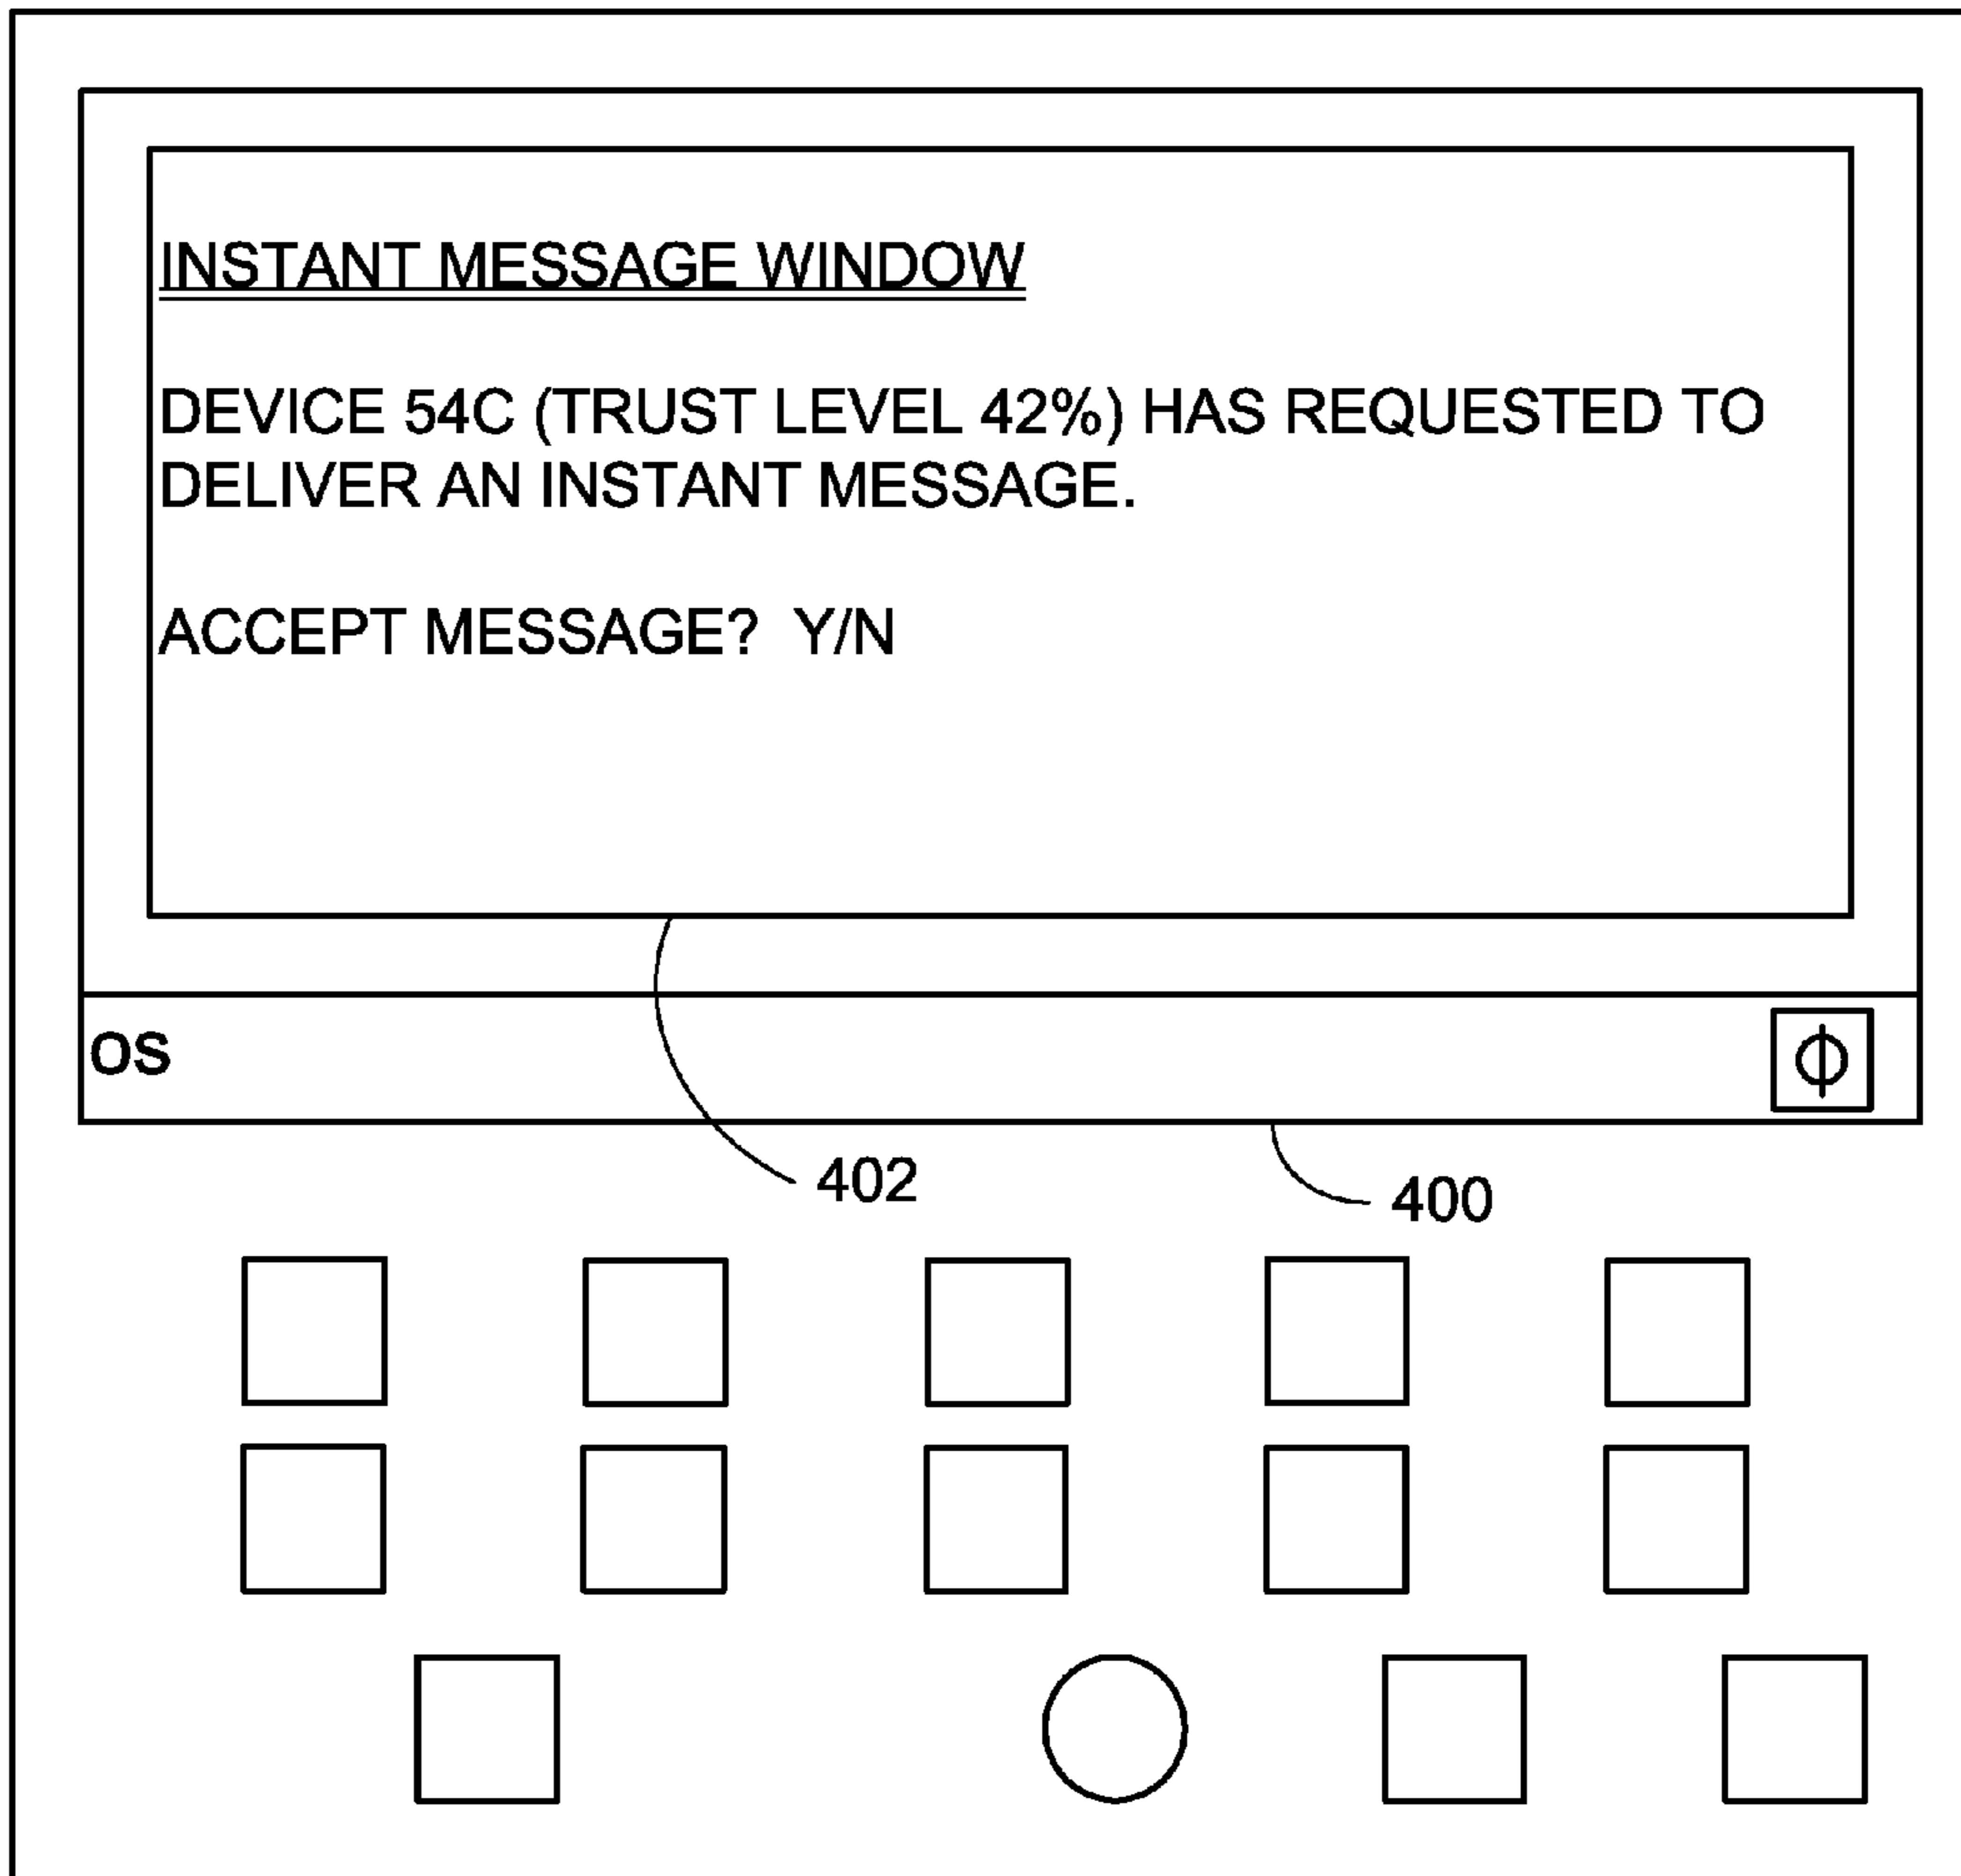 INSTANT MESSAGE WINDOW
DEVICE 54C (TRUST LEVEL 42%) HAS REQUESTED TO
DELIVER AN INSTANT MESSAGE.
ACCEPT MESSAGE? Y/N
OS
402
400